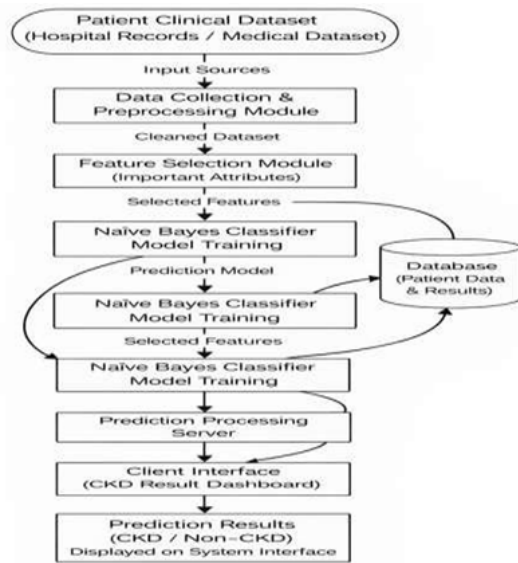 Patient Clinical Dataset
(Hospital Records / Medical Dataset)
Input Sources
Data Collection &
Preprocessing Module
Cleaned Dataset
Feature Selection Module
(Important Attributes)
Selected Features
Naïve Bayes Classifier
Model Training
Prediction Model
Database
(Patient Data
& Results)
Naïve Bayes Classifier
Model Training
Selected Features
Naïve Bayes Classifier
Model Training
Prediction Processing
Server
Client Interface
(CKD Result Dashboard)
Prediction Results
(CKD / Non-CKD)
Displayed on System Interface